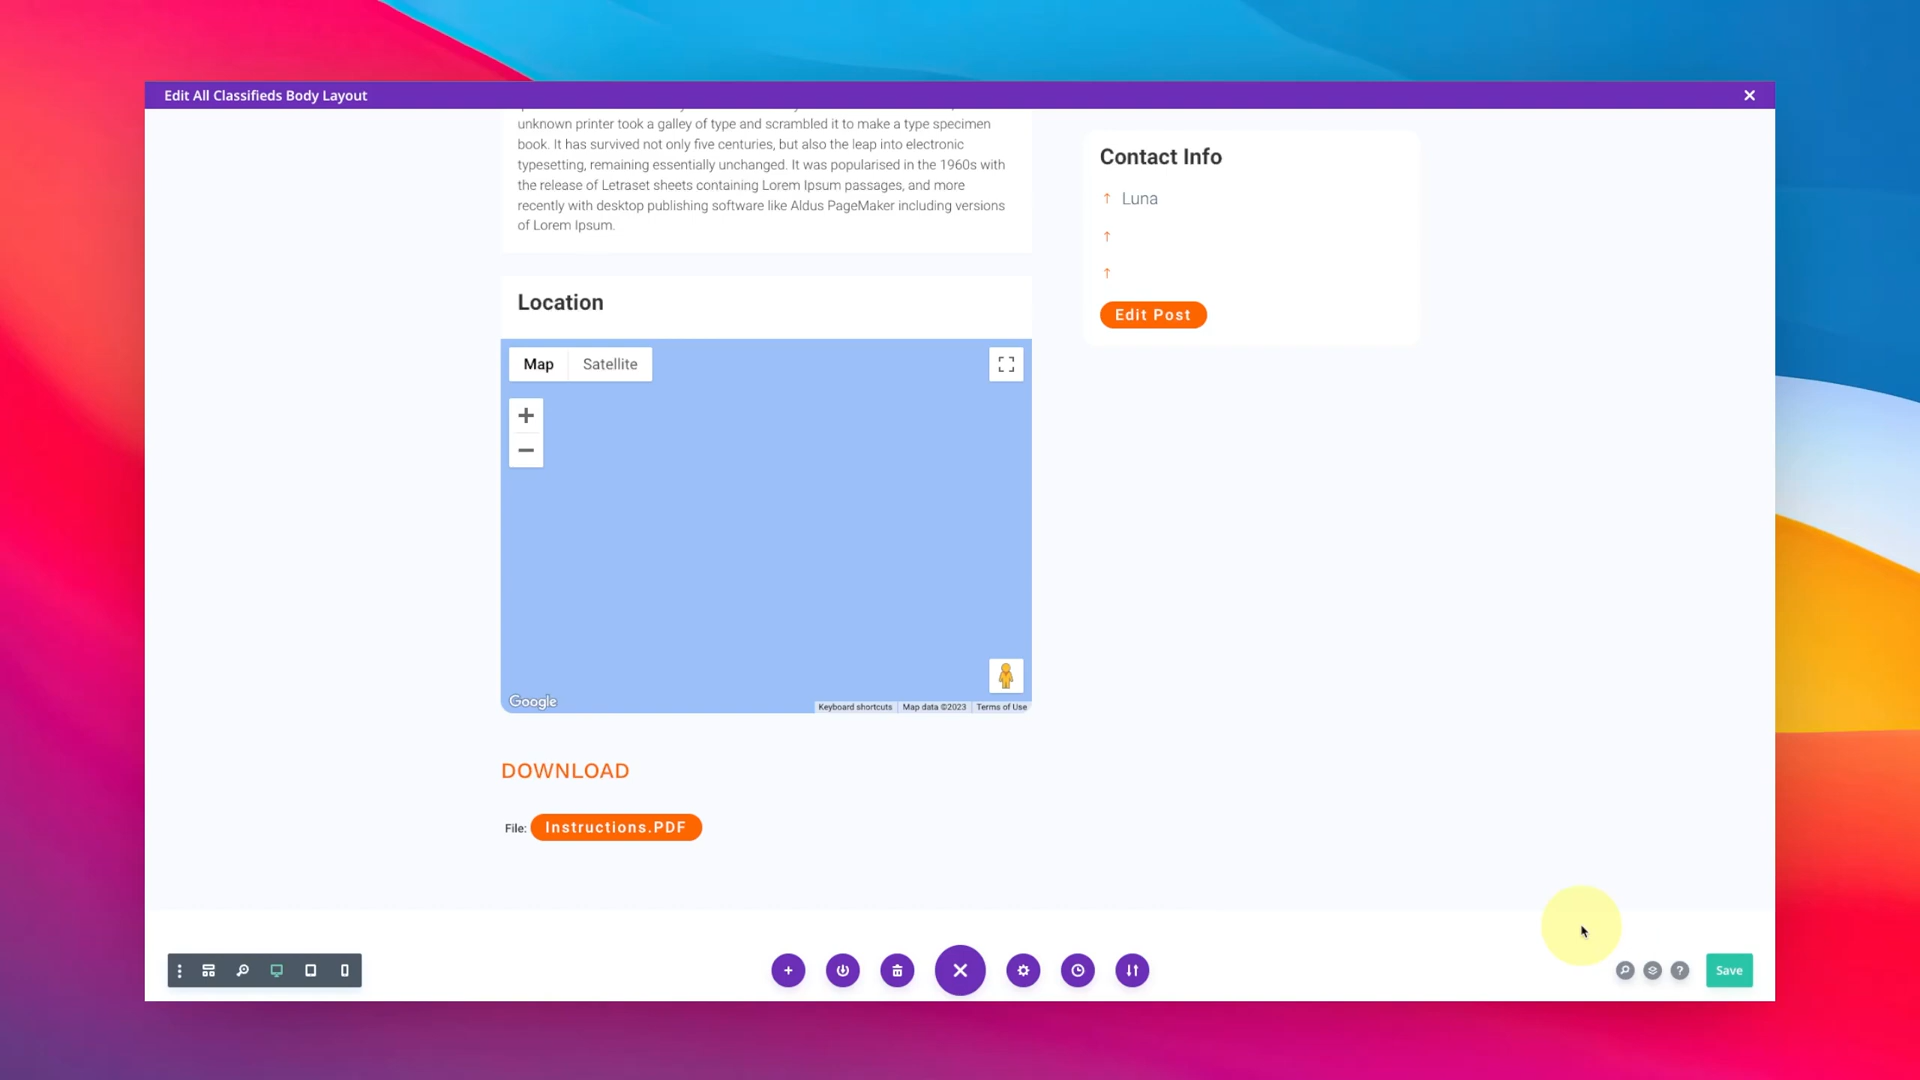 Edit All Classifieds Body Layout
unknown printer took a galley of type and scrambled it to make a type specimen
book. It has survived not only five centuries, but also the leap into electronic
typesetting, remaining essentially unchanged. It was popularised in the 1960s with
the release of Letraset sheets containing Lorem Ipsum passages, and more
recently with desktop publishing software like Aldus PageMaker including versions
of Lorem Ipsum.
Contact Info
Luna
Edit Post
Location
Map
Satellite
Google
Keyboard shortcuts
Map data ©2023
Terms of Use
DOWNLOAD
File:
Instructions.PDF
Save